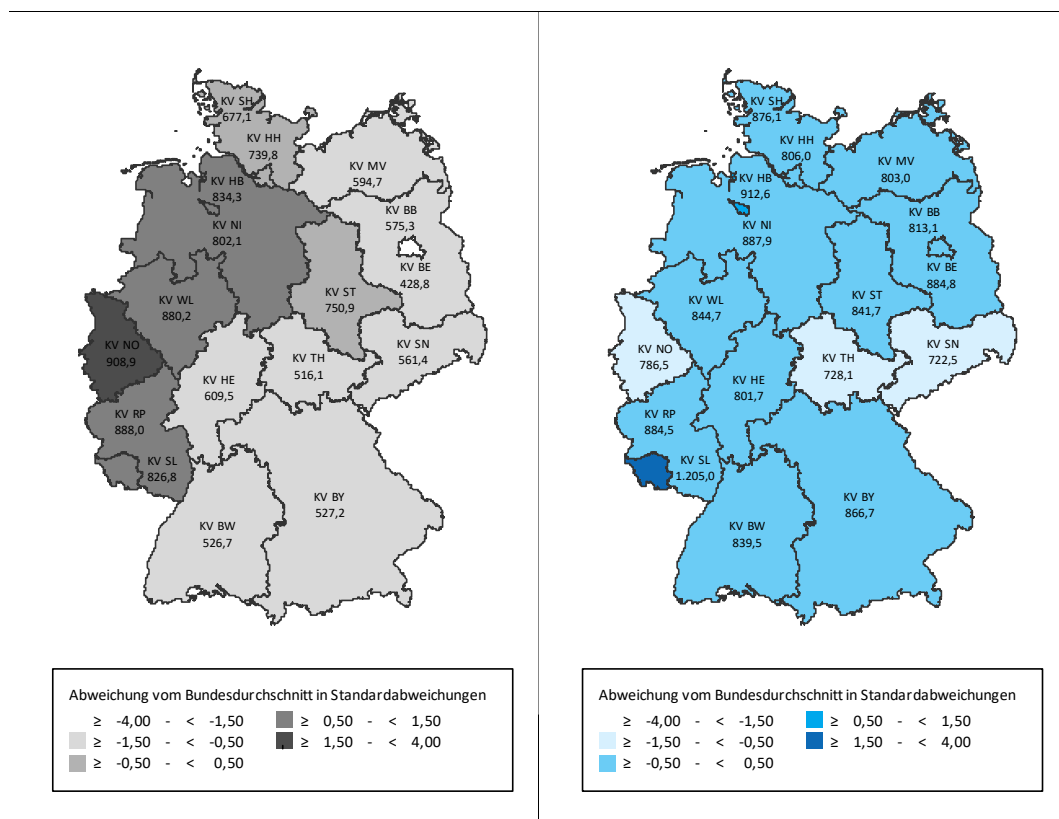 KV SH
677,1
KV HH
739,8
KV MV
594,7
KV HB
834,3
KV BB
575,3
KV NI
802,1
KV BE
428,8
KV WL
880,2
KV ST
750,9
KV NO
908,9
KV SN
561,4
KV TH
516,1
KV HE
609,5
KV RP
888,0
KV SL
826,8
KV BY
527,2
KV BW
526,7
Abweichung vom Bundesdurchschnitt in Standardabweichungen
≥ -4,00 - < -1,50 ≥ 0,50 - < 1,50
≥ -1,50 - < -0,50 ≥ 1,50 - < 4,00
≥ -0,50 - < 0,50
KV SH
876,1
KV HH
806,0
KV MV
803,0
KV HB
912,6
KV BB
813,1
KV NI
887,9
KV BE
884,8
KV WL
844,7
KV ST
841,7
KV NO
786,5
KV SN
722,5
KV TH
728,1
KV HE
801,7
KV RP
884,5
KV SL
1.205,0
KV BY
866,7
KV BW
839,5
Abweichung vom Bundesdurchschnitt in Standardabweichungen
≥ -4,00 - < -1,50 ≥ 0,50 - < 1,50
≥ -1,50 - < -0,50 ≥ 1,50 - < 4,00
≥ -0,50 - < 0,50